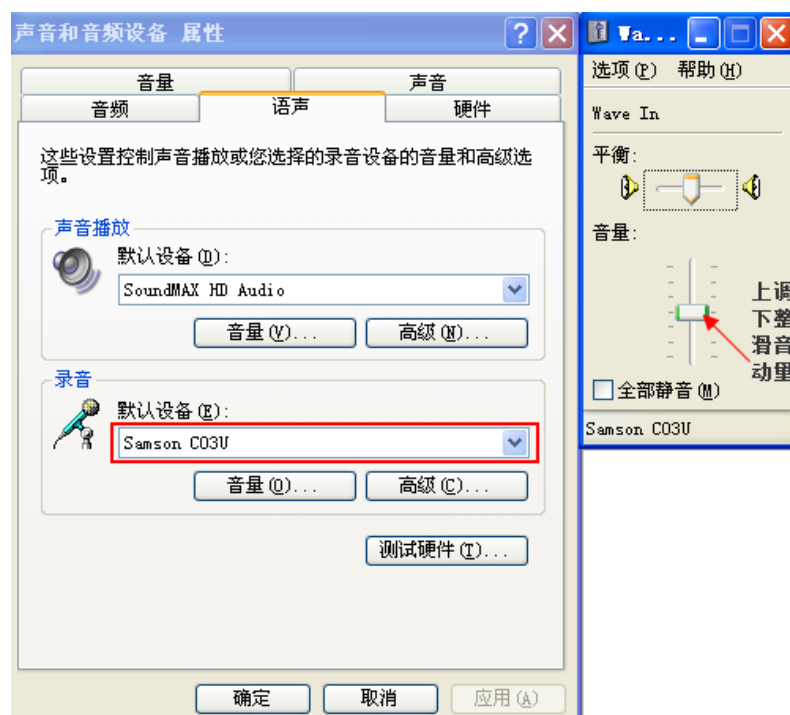 声音和音频设备 属性
音量
声音
音频
语声
硬件
这些设置控制声音播放或您选择的录音设备的音量和高级选
项。
声音播放
默认设备(D):
SoundMAX HD Audio
音量(V)...
高级(N)...
录音
默认设备(E):
Samson C03U
音量(O)...
高级(C)...
测试硬件(T)...
确定
取消
应用(A)
Wa...
选项(P) 帮助(H)
Wave In
平衡:
音量:
上调
下整
滑音
动量
全部静音(M)
Samson C03U